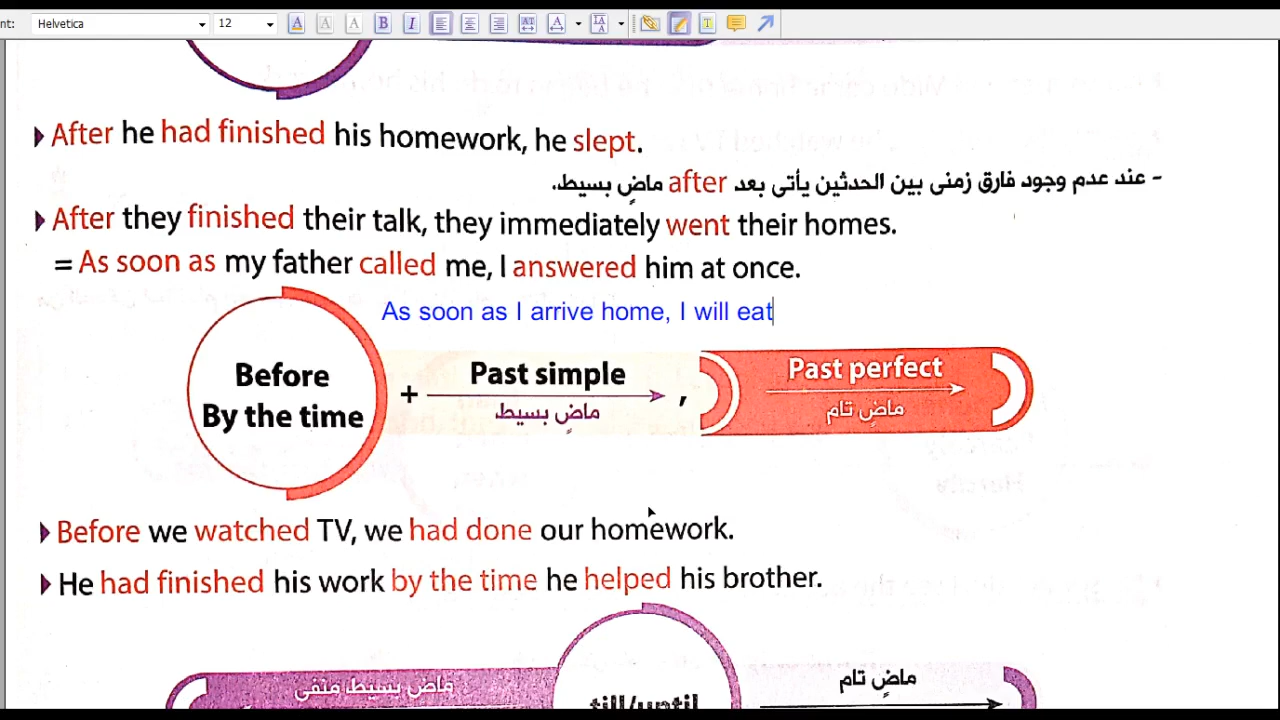 nt: Helvetica 12
After he had finished his homework, he slept.
- عند عدم وجود فارق زمنى بين الحدثين يأتى بعد after ماضٍ بسيط.
After they finished their talk, they immediately went their homes.
= As soon as my father called me, I answered him at once.
As soon as I arrive home, I will eat
Before
By the time
+ Past simple , Past perfect
ماضٍ بسيط
ماضٍ تام
Before we watched TV, we had done our homework.
He had finished his work by the time he helped his brother.
ماضٍ بسيط منفى
till/until
ماضٍ تام